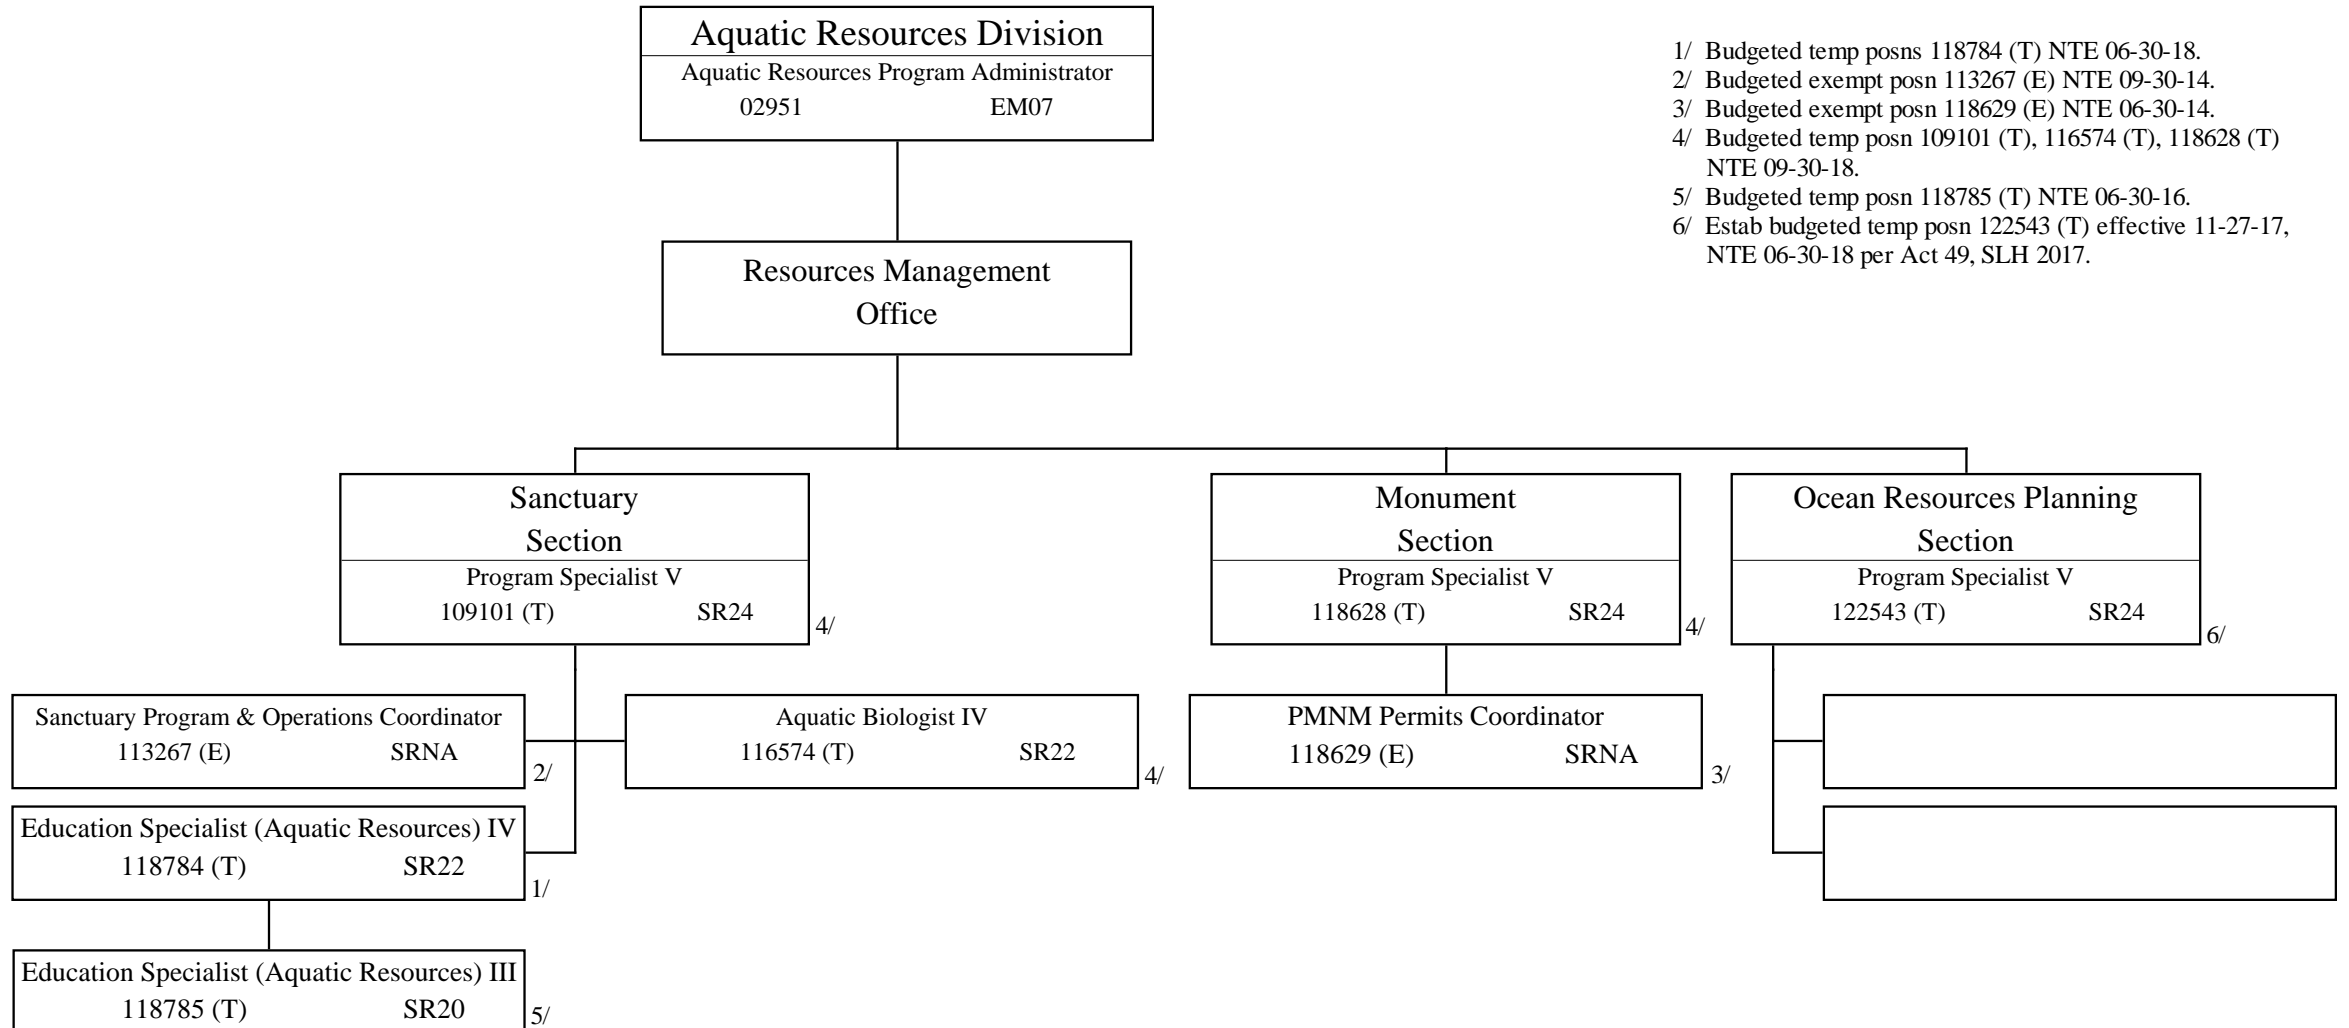 Aquatic Resources Division
Aquatic Resources Program Administrator
02951 EM07
1/ Budgeted temp posns 118784 (T) NTE 06-30-18.
2/ Budgeted exempt posn 113267 (E) NTE 09-30-14.
3/ Budgeted exempt posn 118629 (E) NTE 06-30-14.
4/ Budgeted temp posn 109101 (T), 116574 (T), 118628 (T)
NTE 09-30-18.
5/ Budgeted temp posn 118785 (T) NTE 06-30-16.
6/ Estab budgeted temp posn 122543 (T) effective 11-27-17,
NTE 06-30-18 per Act 49, SLH 2017.
Resources Management
Office
Sanctuary
Section
Program Specialist V
109101 (T) SR24
4/
Monument
Section
Program Specialist V
118628 (T) SR24
4/
Ocean Resources Planning
Section
Program Specialist V
122543 (T) SR24
6/
Sanctuary Program & Operations Coordinator
113267 (E) SRNA
2/
Aquatic Biologist IV
116574 (T) SR22
4/
PMNM Permits Coordinator
118629 (E) SRNA
3/
Education Specialist (Aquatic Resources) IV
118784 (T) SR22
1/
Education Specialist (Aquatic Resources) III
118785 (T) SR20
5/